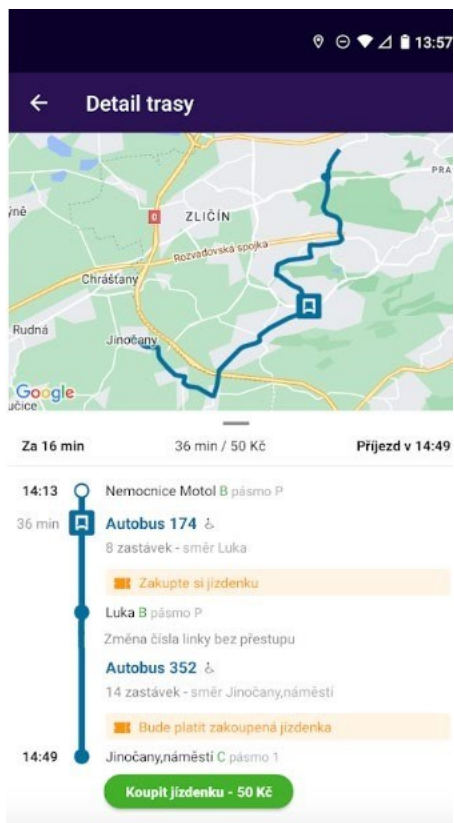 13:57
Detail trasy
PRA
ýně
0
ZLIČÍN
Rozvadovská spojka
Chrášťany
Rudná
Jinočany
Google
učice
Za 16 min 36 min / 50 Kč Příjezd v 14:49
14:13 Nemocnice Motol B pásmo P
36 min Autobus 174
8 zastávek - směr Luka
Zakupte si jízdenku
Luka B pásmo P
Změna čísla linky bez přestupu
Autobus 352
14 zastávek - směr Jinočany,náměstí
Bude platit zakoupená jízdenka
14:49 Jinočany,náměstí C pásmo 1
Koupit jízdenku - 50 Kč